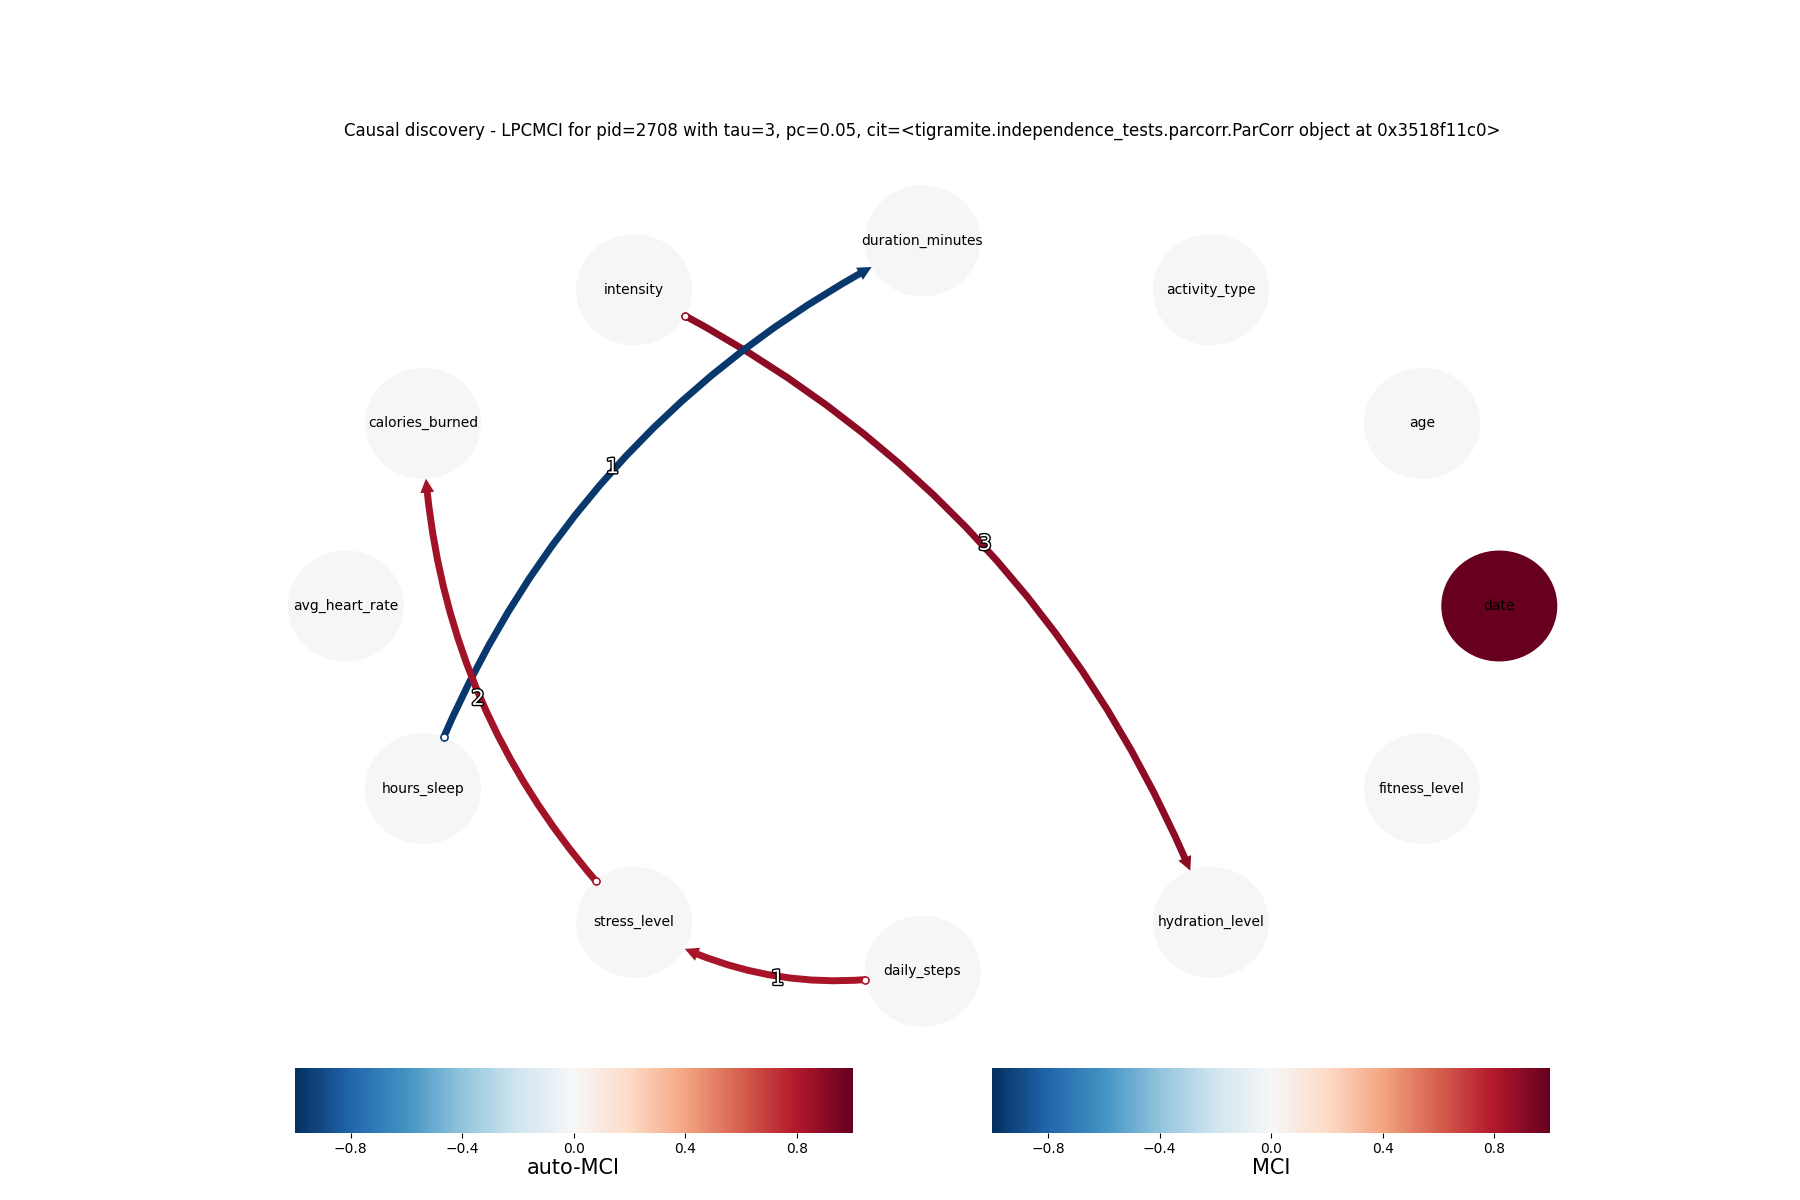 Causal discovery - LPCMCI for pid=2708 with tau=3, pc=0.05, cit=<tigramite.independence_tests.parcorr.ParCorr object at 0x3518f11c0>
duration_minutes
intensity
activity_type
calories_burned
age
1
3
avg_heart_rate
date
2
hours_sleep
fitness_level
stress_level
hydration_level
daily_steps
1
−0.8 −0.4 0.0 0.4 0.8
auto-MCI
−0.8 −0.4 0.0 0.4 0.8
MCI